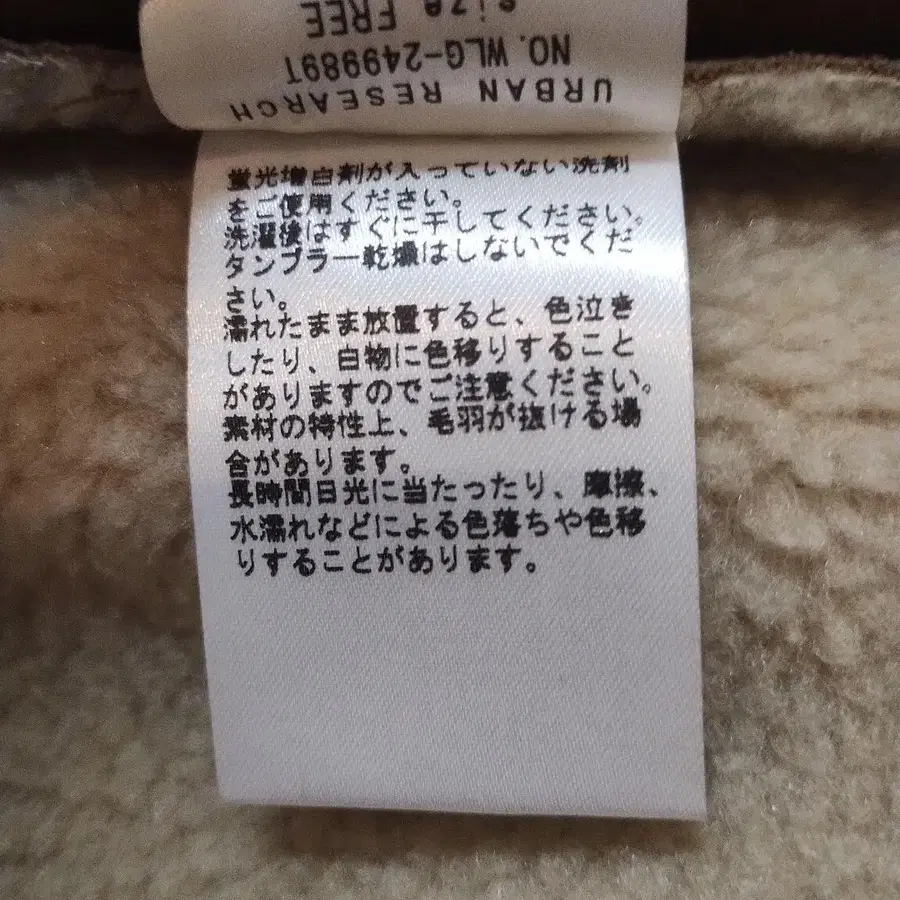 URBAN RESEARCH
NO. WLG-249989T
Size FREE
蛍光増白剤が入っていない洗剤
をご使用ください。
洗濯後はすぐに干してください。
タンブラー乾燥はしないでくだ
さい。
濡れたまま放置すると、色泣き
したり、白物に色移りすること
がありますのでご注意ください。
素材の特性上、毛羽が抜ける場
合があります。
長時間日光に当たったり、摩擦、
水濡れなどによる色落ちや色移
りすることがあります。